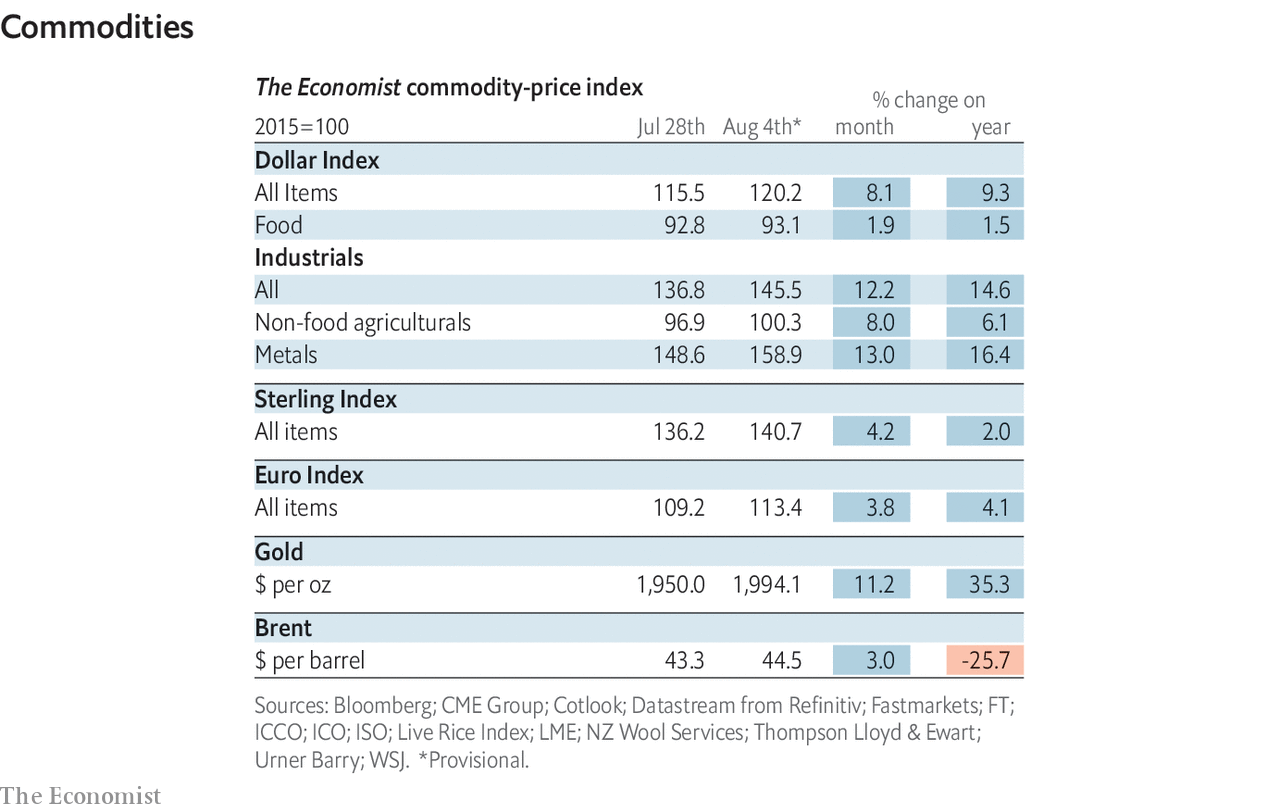 Commodities
The Economist commodity-price index
% change on
2015=100 Jul 28th Aug 4th* month year
Dollar Index
All Items 115.5 120.2 8.1 9.3
Food 92.8 93.1 1.9 1.5
Industrials
All 136.8 145.5 12.2 14.6
Non-food agriculturals 96.9 100.3 8.0 6.1
Metals 148.6 158.9 13.0 16.4
Sterling Index
All items 136.2 140.7 4.2 2.0
Euro Index
All items 109.2 113.4 3.8 4.1
Gold
$ per oz 1,950.0 1,994.1 11.2 35.3
Brent
$ per barrel 43.3 44.5 3.0 -25.7
Sources: Bloomberg; CME Group; Cotlook; Datastream from Refinitiv; Fastmarkets; FT;
ICCO; ICO; ISO; Live Rice Index; LME; NZ Wool Services; Thompson Lloyd & Ewart;
Urner Barry; WSJ. *Provisional.
The Economist